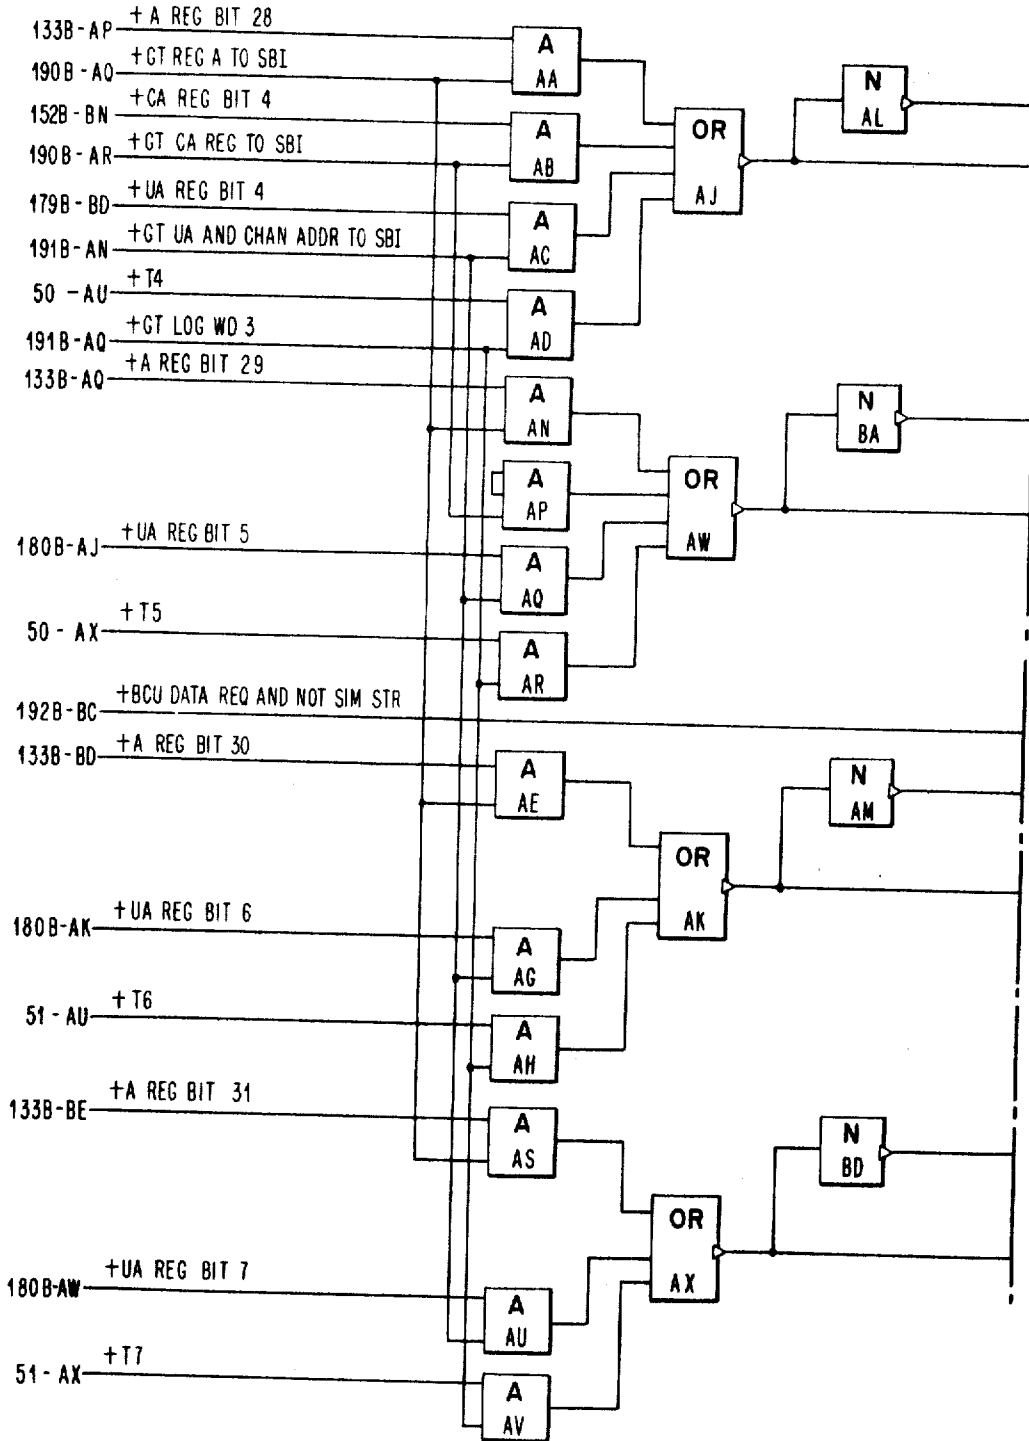 133B-AP +A REG BIT 28
A
AA
190B-AQ +GT REG A TO SBI
N
AL
152B-BN +CA REG BIT 4
A
AB
OR
AJ
190B-AR +GT CA REG TO SBI
179B-BD +UA REG BIT 4
A
AC
191B-AN +GT UA AND CHAN ADDR TO SBI
50 -AU +T4
A
AD
191B-AQ +GT LOG WD 3
133B-AQ +A REG BIT 29
A
AN
N
BA
A
AP
OR
AW
180B-AJ +UA REG BIT 5
A
AQ
50 - AX +T5
A
AR
192B-BC +BCU DATA REQ AND NOT SIM STR
133B-BD +A REG BIT 30
A
AE
N
AM
OR
AK
180B-AK +UA REG BIT 6
A
AG
51 - AU +T6
A
AH
133B-BE +A REG BIT 31
A
AS
N
BD
OR
AX
180B-AW +UA REG BIT 7
A
AU
51 - AX +T7
A
AV